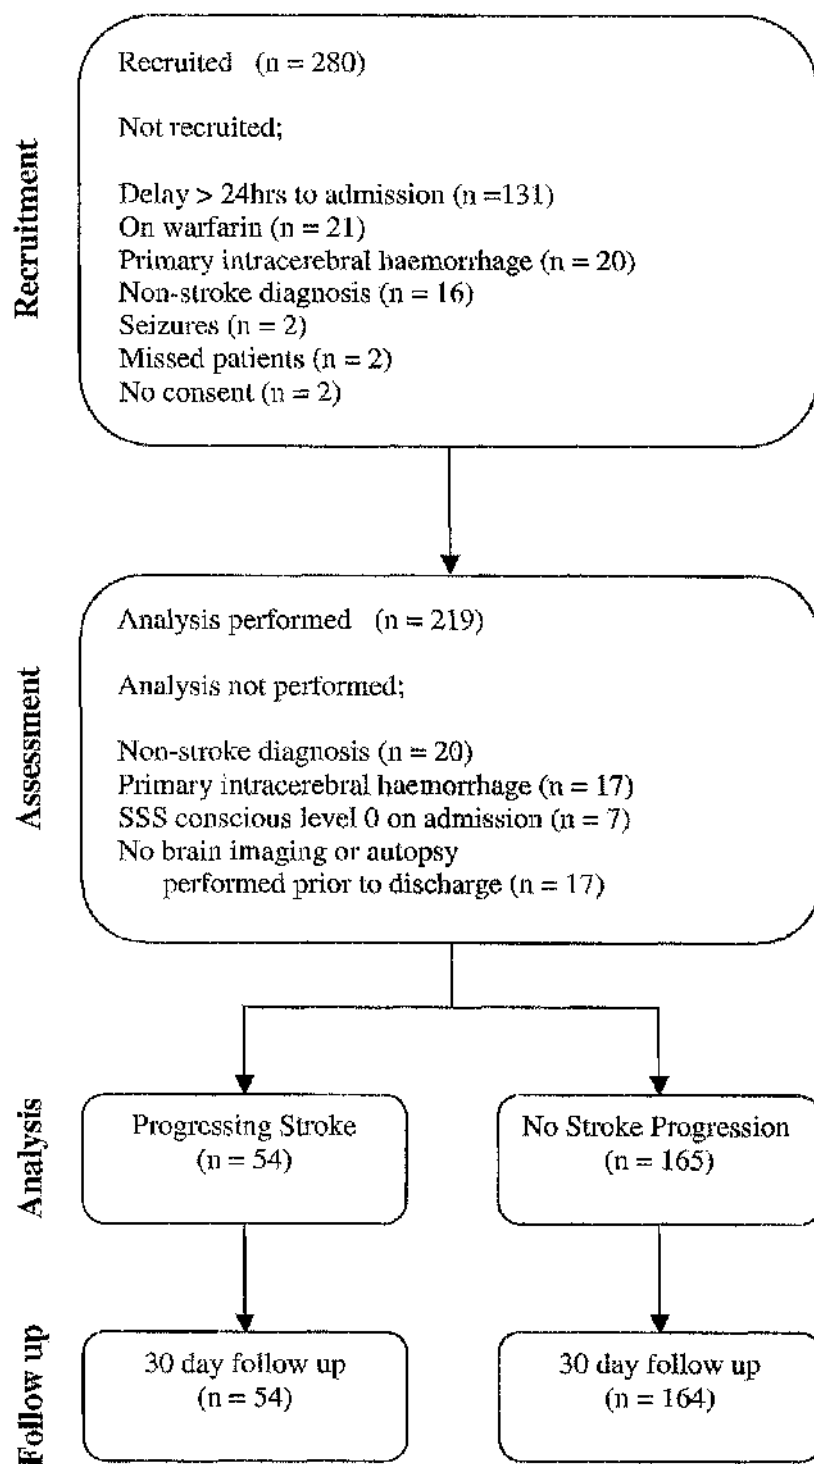 Recruitment
Recruited (n = 280)
Not recruited;
Delay > 24hrs to admission (n =131)
On warfarin (n = 21)
Primary intracerebral haemorrhage (n = 20)
Non-stroke diagnosis (n = 16)
Seizures (n = 2)
Missed patients (n = 2)
No consent (n = 2)
Assessment
Analysis performed (n = 219)
Analysis not performed;
Non-stroke diagnosis (n = 20)
Primary intracerebral haemorrhage (n = 17)
SSS conscious level 0 on admission (n = 7)
No brain imaging or autopsy
performed prior to discharge (n = 17)
Analysis
Progressing Stroke
(n = 54)
No Stroke Progression
(n = 165)
Follow up
30 day follow up
(n = 54)
30 day follow up
(n = 164)